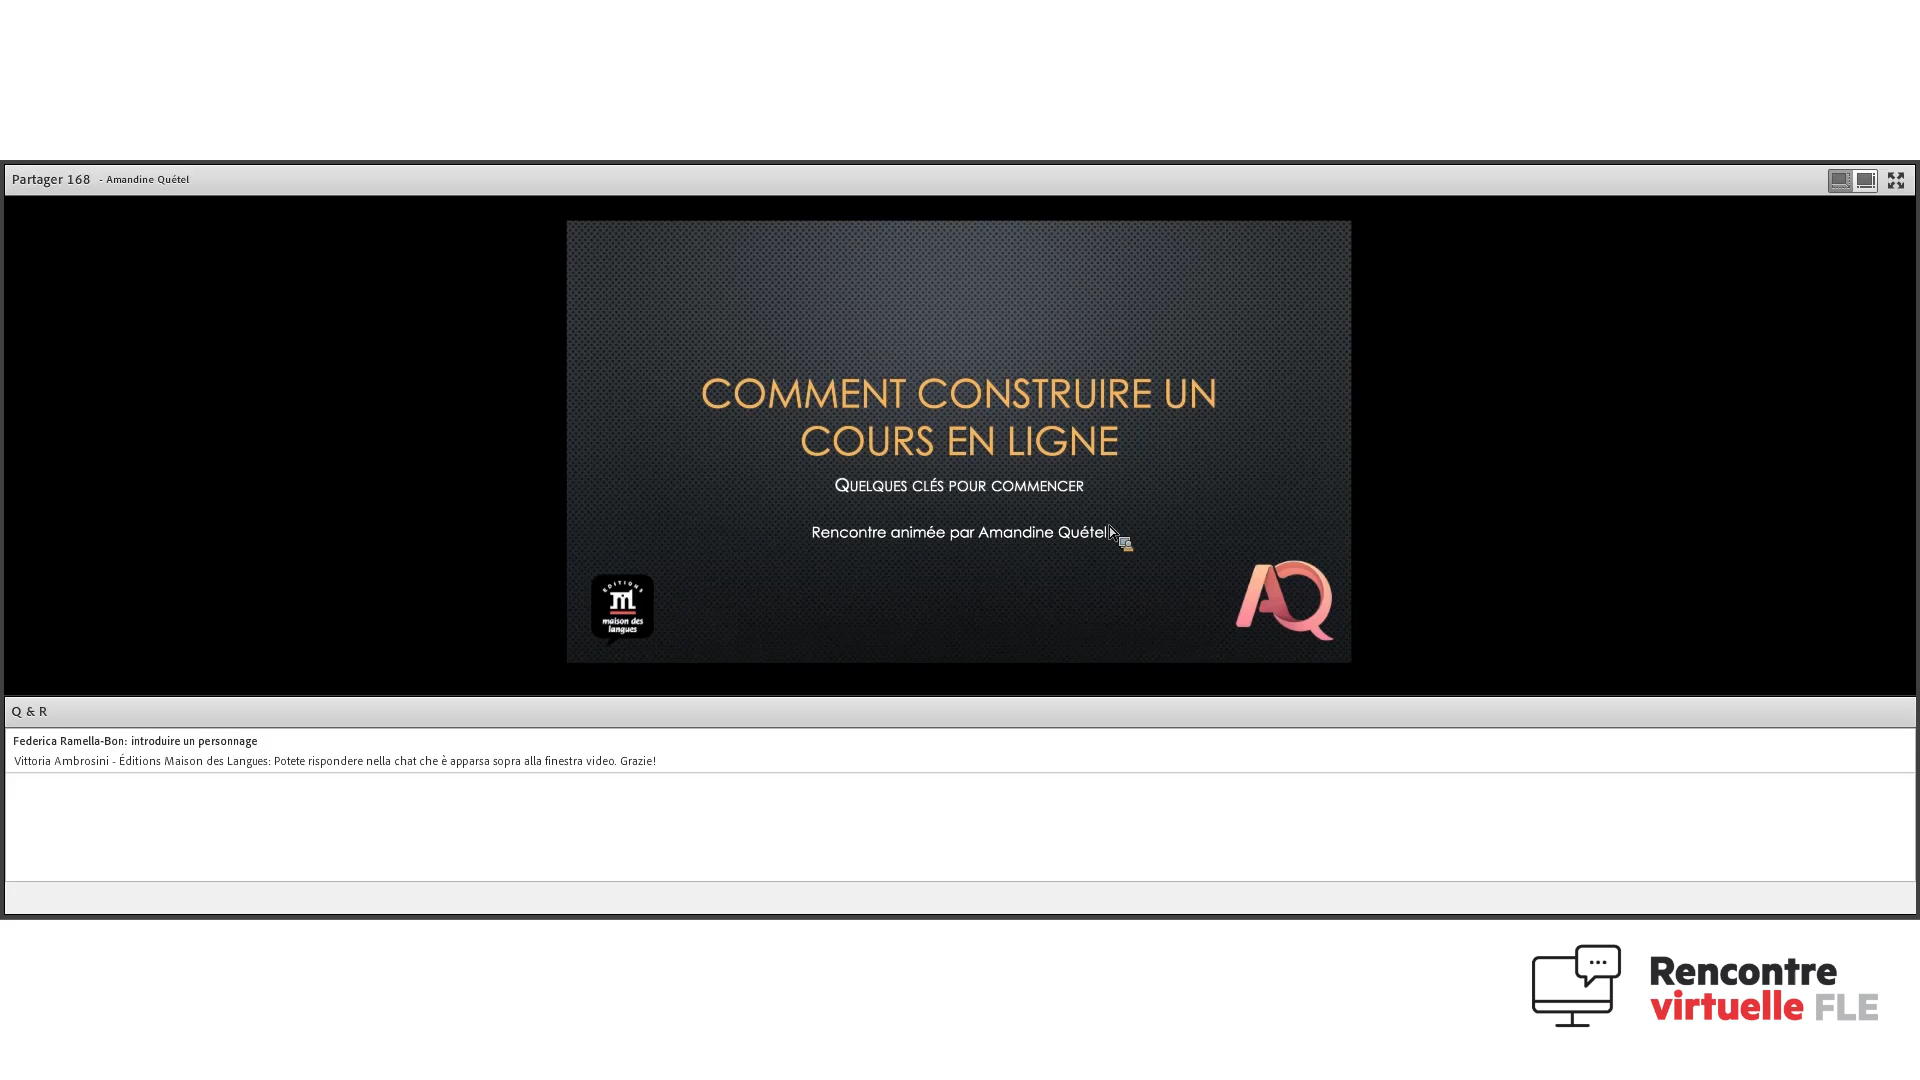 Partager 168 - Amandine Quétel
COMMENT CONSTRUIRE UN
COURS EN LIGNE
QUELQUES CLÉS POUR COMMENCER
Rencontre animée par Amandine Quétel
EDITIONS
maison des
langues
AQ
Q & R
Federica Ramella-Bon: introduire un personnage
Vittoria Ambrosini - Éditions Maison des Langues: Potete rispondere nella chat che è apparsa sopra alla finestra video. Grazie!
Rencontre
virtuelle FLE